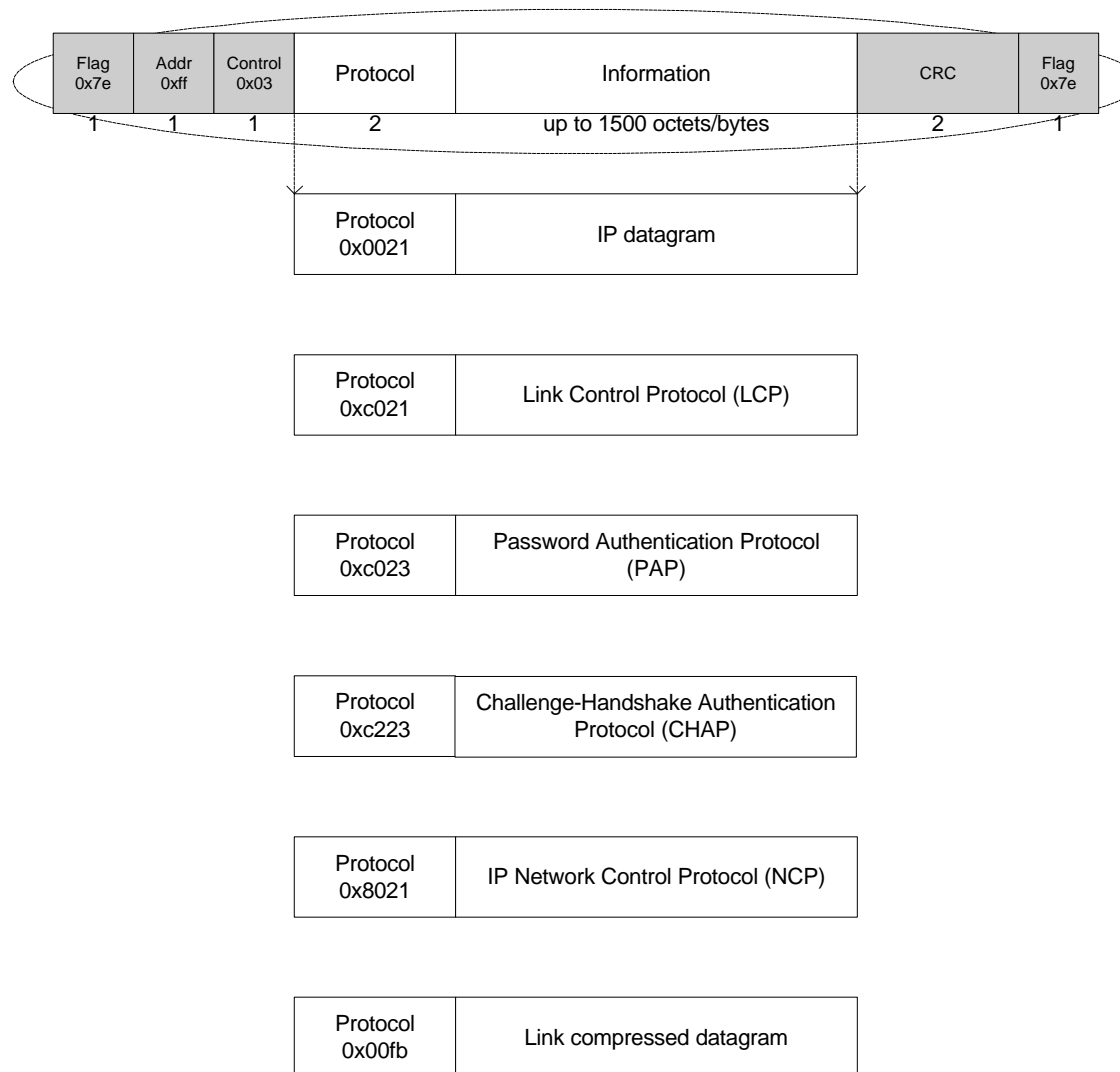 Flag
0x7e
Addr
0xff
Control
0x03
Protocol
Information
CRC
Flag
0x7e
1
1
1
2
up to 1500 octets/bytes
2
1
Protocol
0x0021
IP datagram
Protocol
0xc021
Link Control Protocol (LCP)
Protocol
0xc023
Password Authentication Protocol
(PAP)
Protocol
0xc223
Challenge-Handshake Authentication
Protocol (CHAP)
Protocol
0x8021
IP Network Control Protocol (NCP)
Protocol
0x00fb
Link compressed datagram